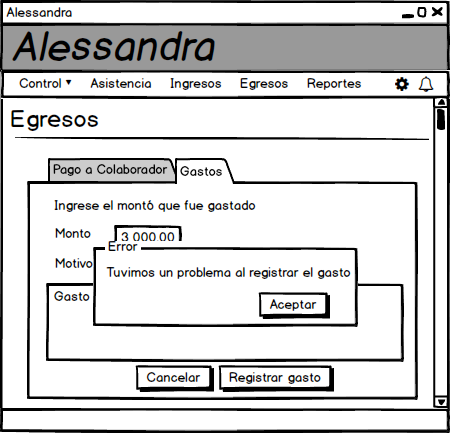 Alessandra
Alessandra
Control Asistencia Ingresos Egresos Reportes
Egresos
Pago a Colaborador Gastos
Ingrese el montó que fue gastado
Monto 3,000.00
Error
Motivo
Tuvimos un problema al registrar el gasto
Gasto
Aceptar
Cancelar Registrar gasto